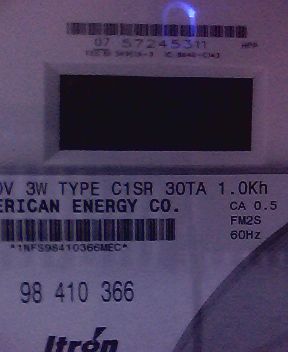 07 57245311 HPP
0V 3W TYPE C1SR 30TA 1.0Kh
ERICAN ENERGY CO. CA 0.5
FM2S
*1NFS98410366MEC* 60Hz
98 410 366
Itron